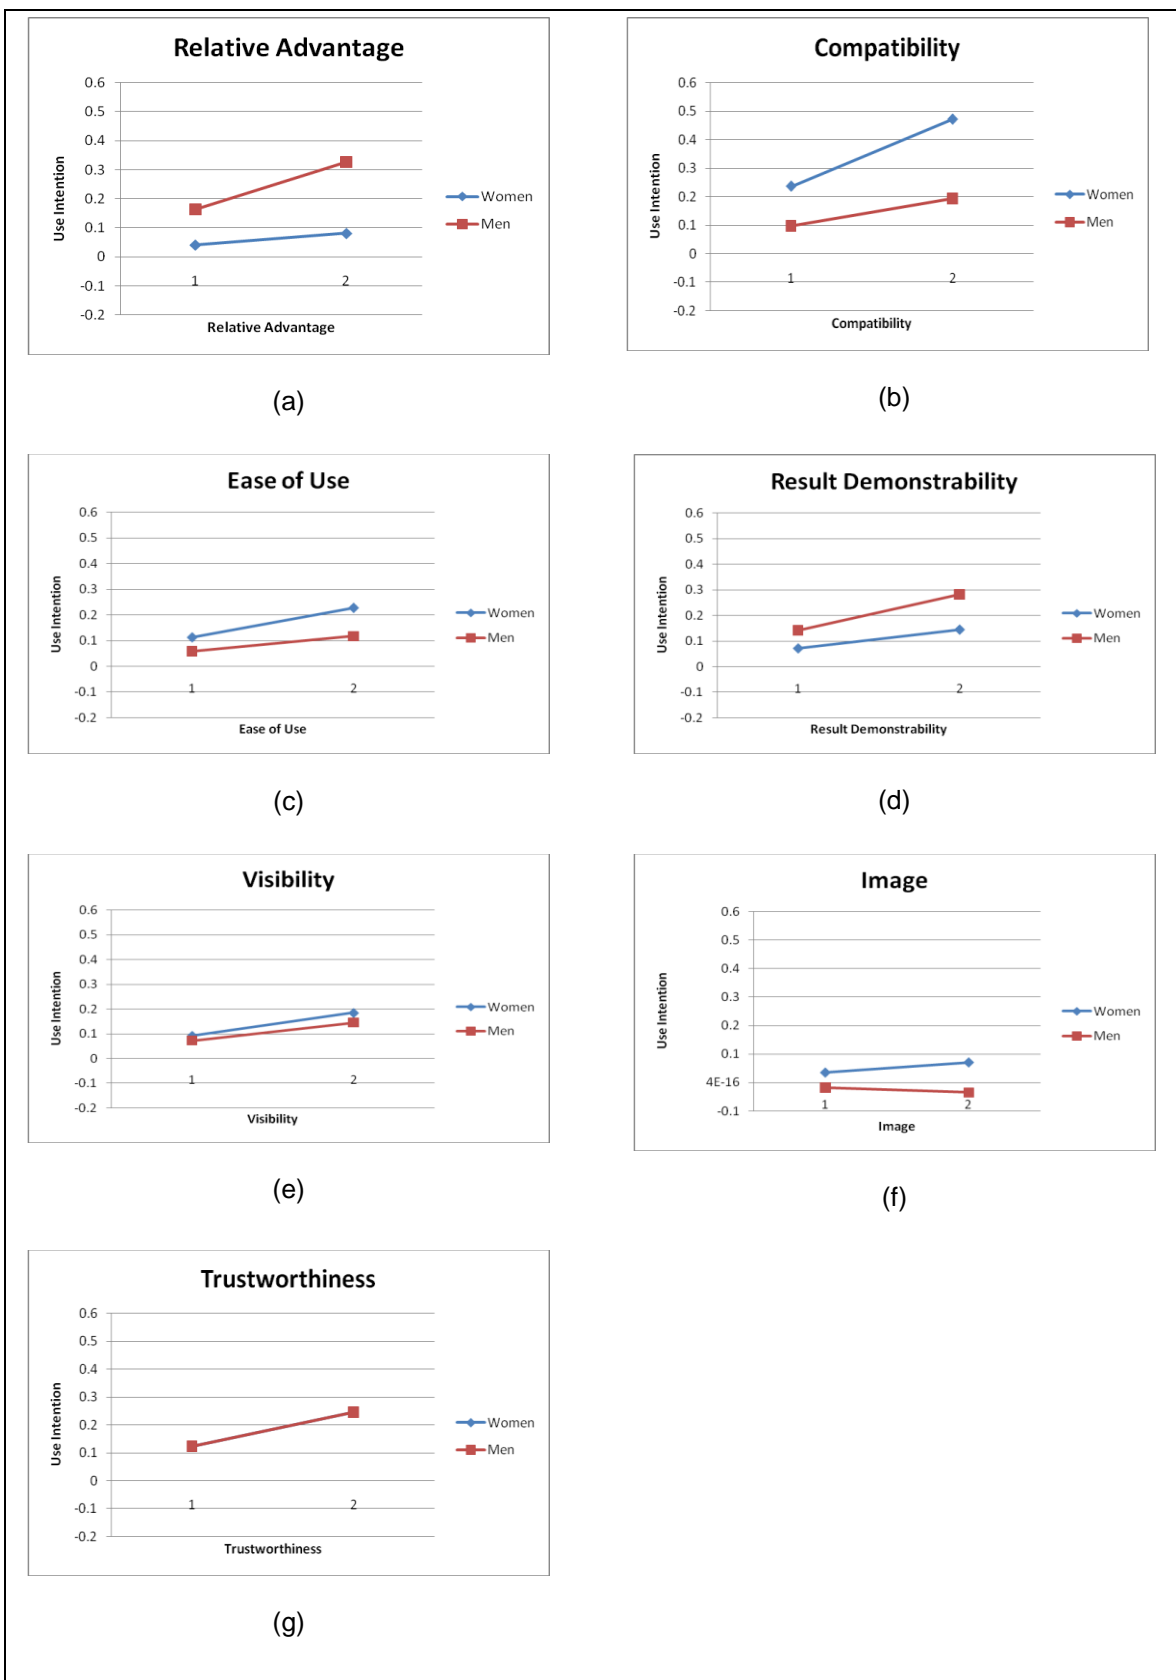 Relative Advantage
0.6
0.5
0.4
0.3
0.2
0.1
0
-0.1
-0.2
Use Intention
1 2
Relative Advantage
Women
Men
(a)
Compatibility
0.6
0.5
0.4
0.3
0.2
0.1
0
-0.1
-0.2
Use Intention
1 2
Compatibility
Women
Men
(b)
Ease of Use
0.6
0.5
0.4
0.3
0.2
0.1
0
-0.1
-0.2
Use Intention
1 2
Ease of Use
Women
Men
(c)
Result Demonstrability
0.6
0.5
0.4
0.3
0.2
0.1
0
-0.1
-0.2
Use Intention
1 2
Result Demonstrability
Women
Men
(d)
Visibility
0.6
0.5
0.4
0.3
0.2
0.1
0
-0.1
-0.2
Use Intention
1 2
Visibility
Women
Men
(e)
Image
0.6
0.5
0.4
0.3
0.2
0.1
4E-16
-0.1
Use Intention
1 2
Image
Women
Men
(f)
Trustworthiness
0.6
0.5
0.4
0.3
0.2
0.1
0
-0.1
-0.2
Use Intention
1 2
Trustworthiness
Women
Men
(g)